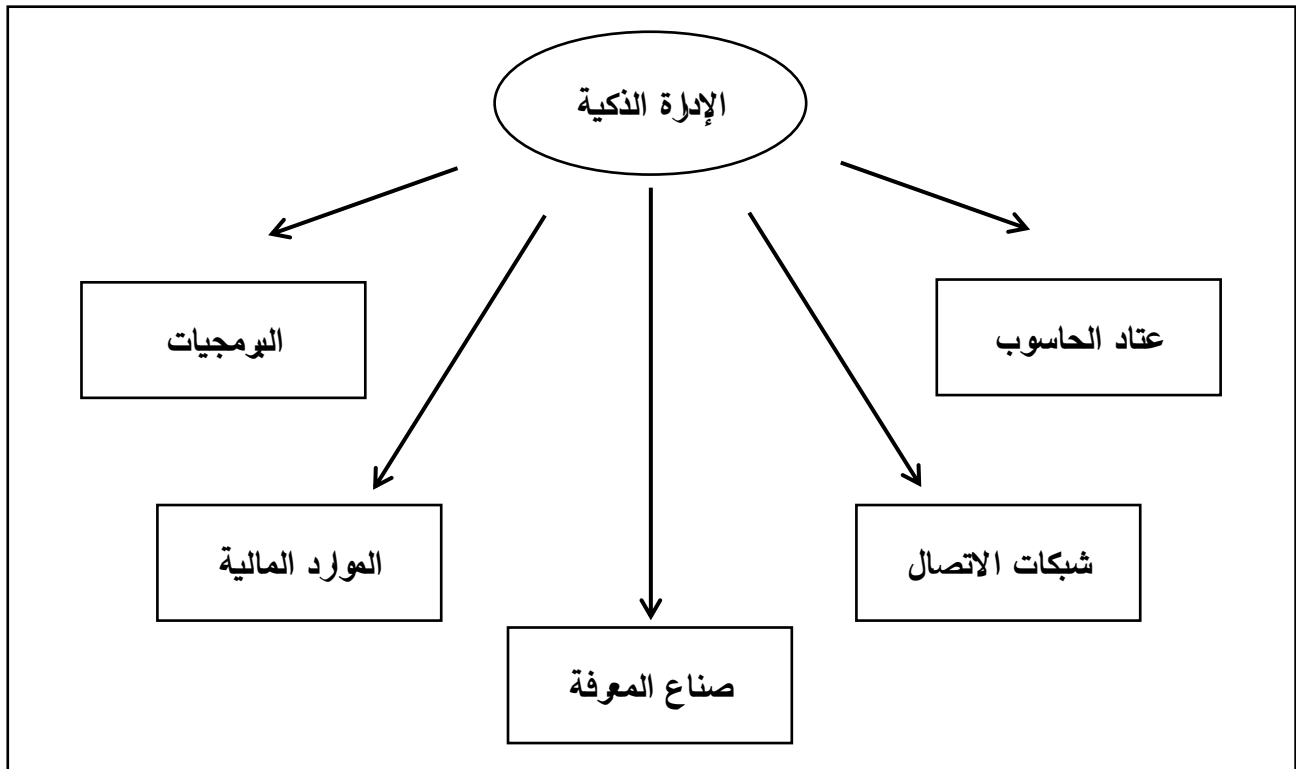 الإدارة الذكية
عتاد الحاسوب
البرمجيات
شبكات الاتصال
الموارد المالية
صناع المعرفة